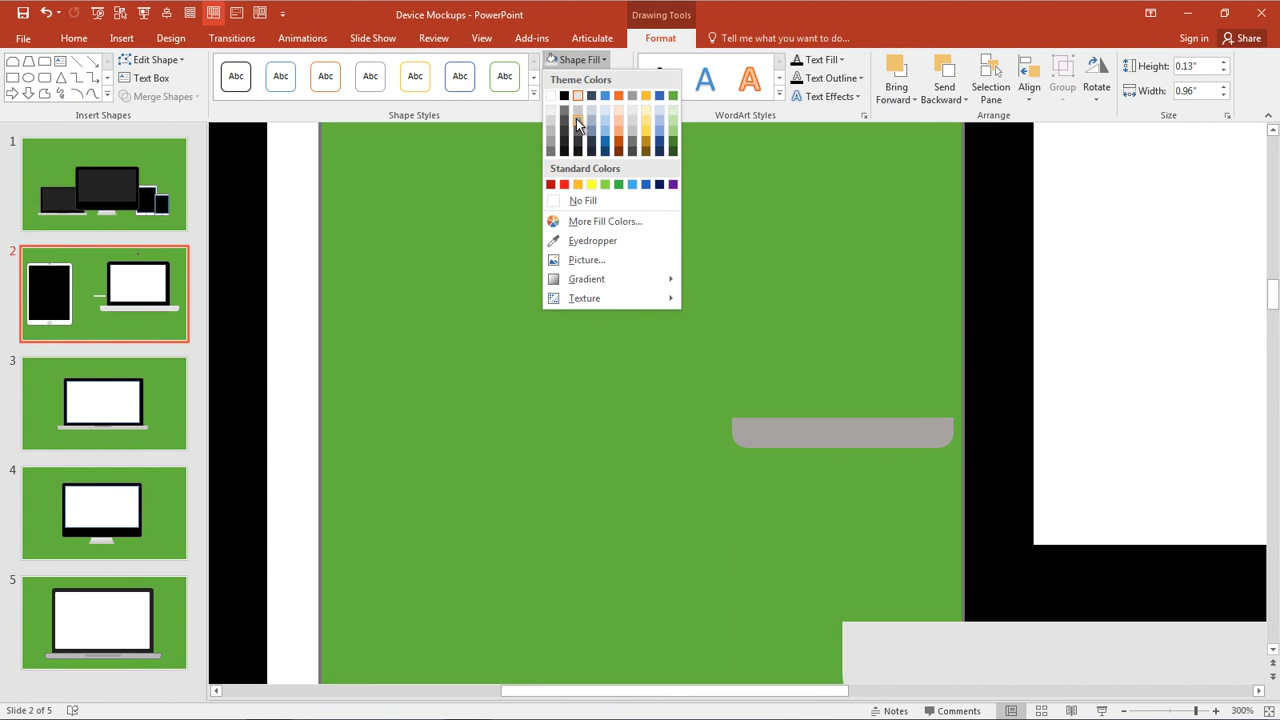 Device Mockups - PowerPoint
Drawing Tools
File
Home
Insert
Design
Transitions
Animations
Slide Show
Review
View
Add-ins
Articulate
Format
Tell me what you want to do...
Sign in
Share
Edit Shape
Text Box
Merge Shapes
Insert Shapes
Abc
Abc
Abc
Abc
Abc
Abc
Shape Styles
Shape Fill
Theme Colors
Standard Colors
No Fill
More Fill Colors...
Eyedropper
Picture...
Gradient
Texture
A
A
Text Fill
Text Outline
Text Effects
WordArt Styles
Bring
Forward
Send
Backward
Selection
Pane
Align
Group
Rotate
Arrange
Height: 0.13"
Width: 0.96"
Size
1
2
3
4
5
Slide 2 of 5
Notes
Comments
300%